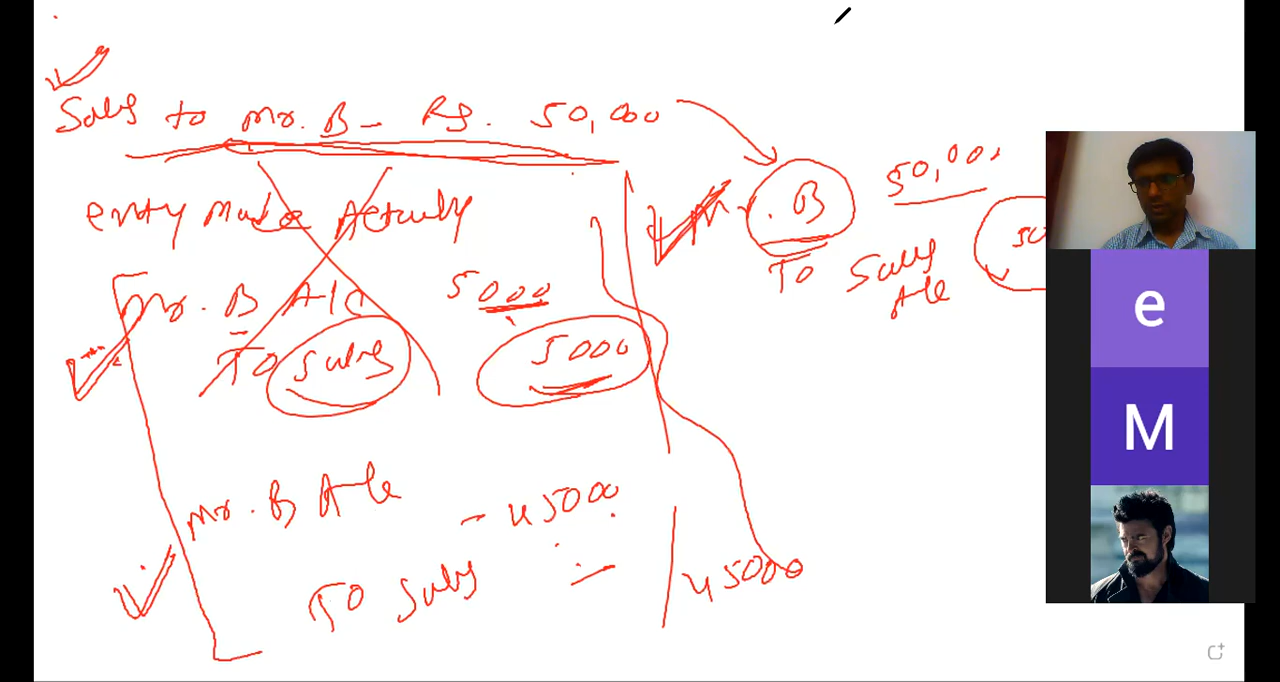 Sales to Mr. B - Rs. 50,000
entry Made Actually
Mr. B A/c 5000
To Sales 5000
Mr. B A/c - 45000
To Sales 45000
Mr. B 50,000
To Sales A/c 50
e
M